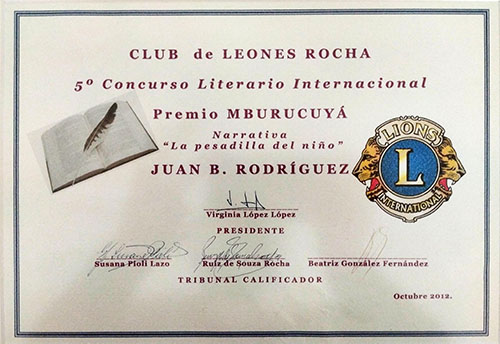 CLUB de LEONES ROCHA
5º Concurso Literario Internacional
Premio MBURUCUYÁ
Narrativa
“La pesadilla del niño”
JUAN B. RODRÍGUEZ
LIONS
L
INTERNATIONAL
Virginia López López
PRESIDENTE
Susana Pioli Lazo Ruiz de Souza Rocha Beatriz González Fernández
TRIBUNAL CALIFICADOR
Octubre 2012.